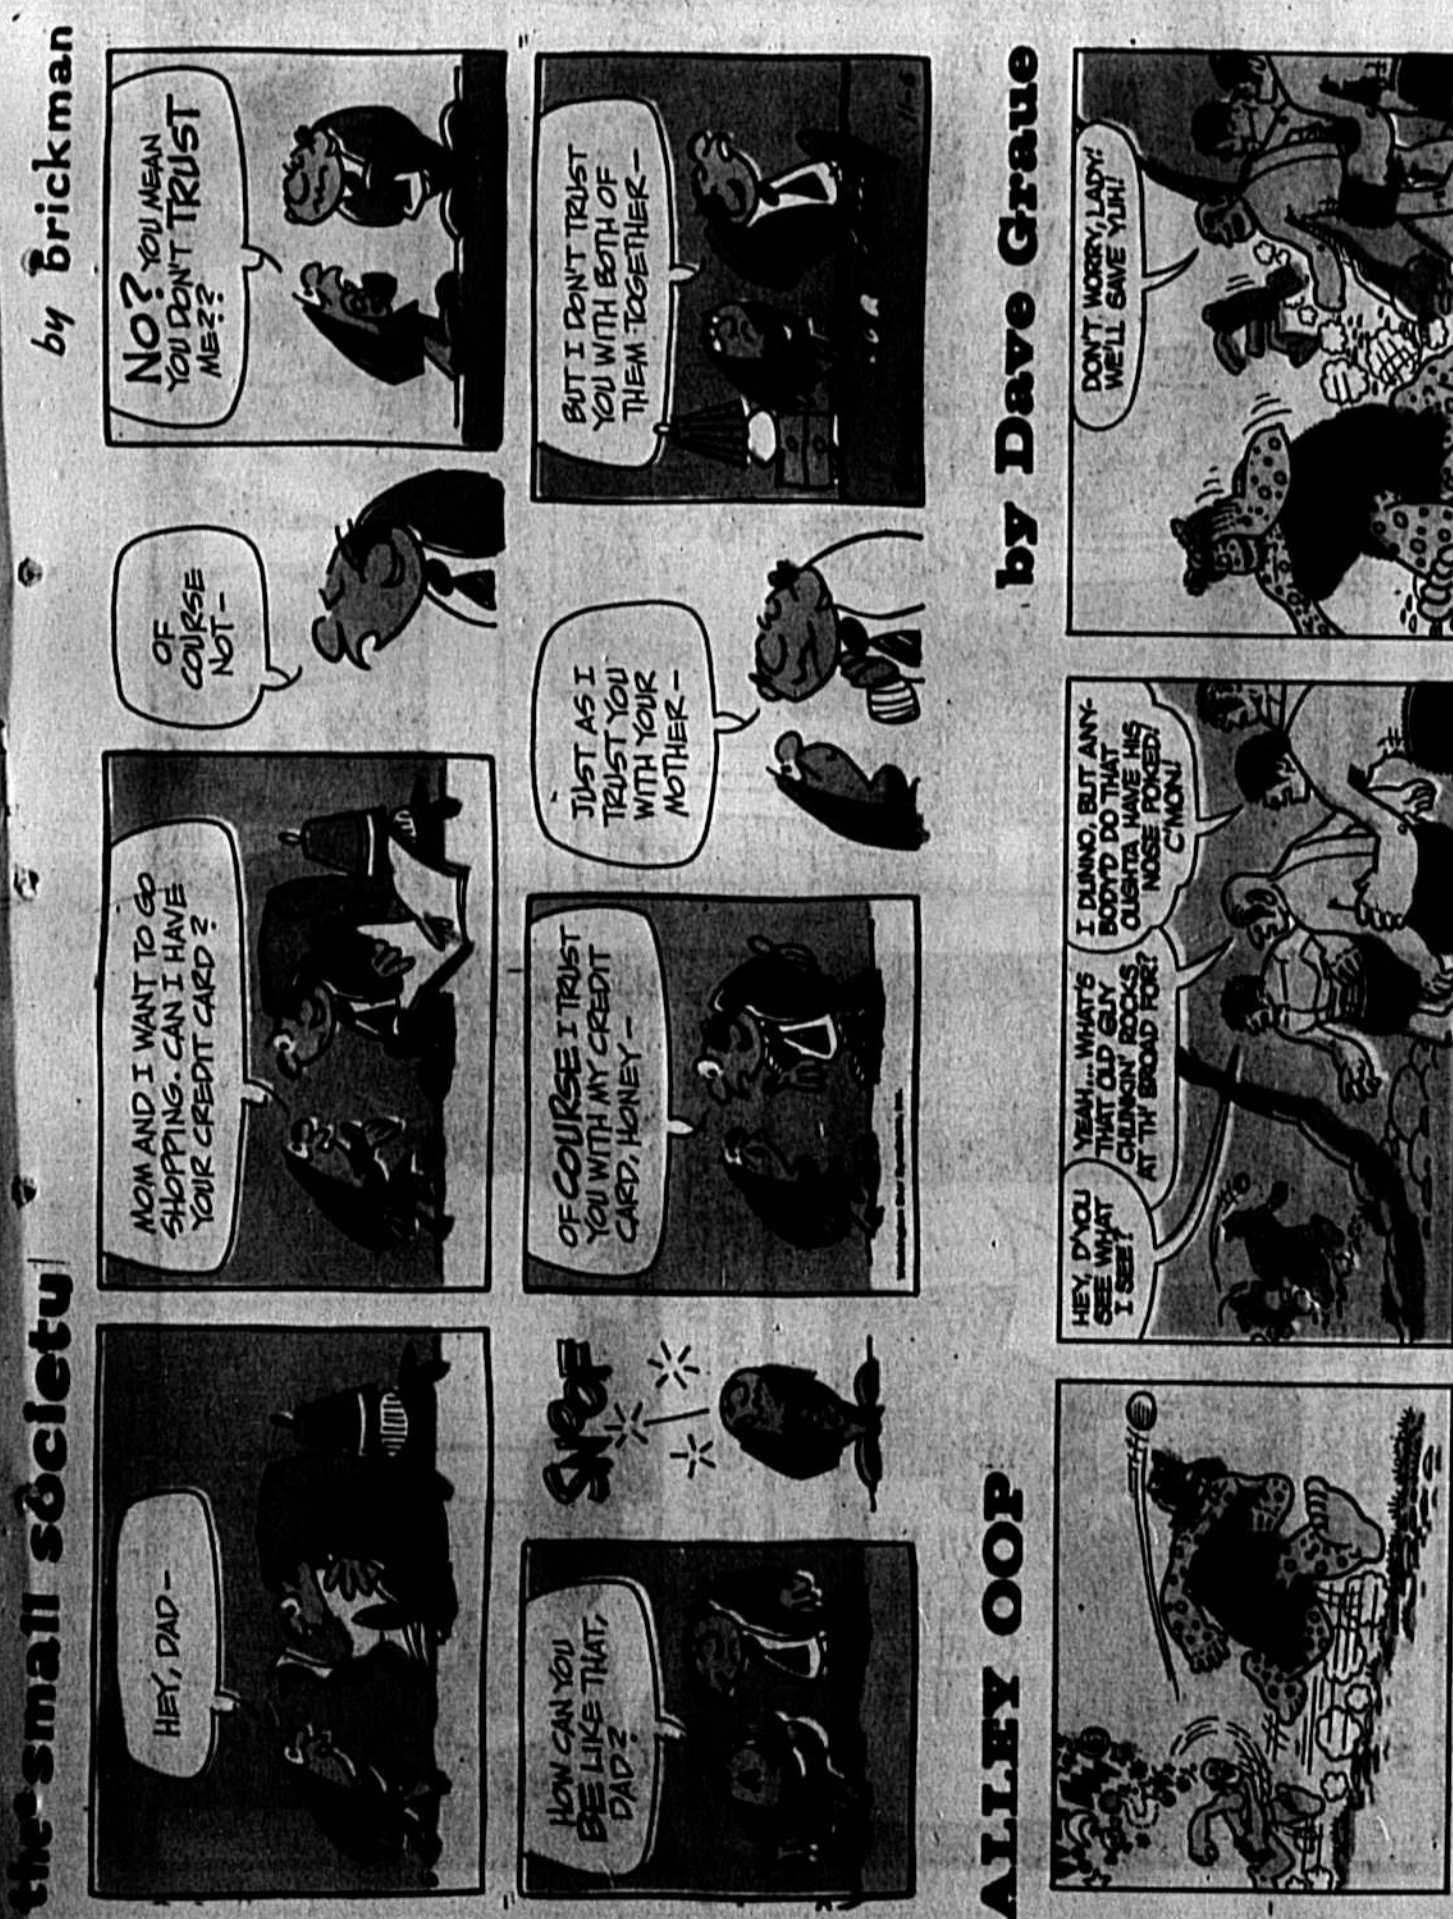 the small society
by brickman
HEY, DAD-
MOM AND I WANT TO GO
SHOPPING. CAN I HAVE
YOUR CREDIT CARD?
OF
COURSE
NOT-
NO? YOU MEAN
YOU DON'T TRUST
ME???
HOW CAN YOU
BE LIKE THAT,
DAD?
OF COURSE I TRUST
YOU WITH MY CREDIT
CARD, HONEY-
JUST AS I
TRUST YOU
WITH YOUR
MOTHER-
BUT I DON'T TRUST
YOU WITH BOTH OF
THEM TOGETHER-
11-6
ALLEY OOP
by Dave Graue
HEY, D'YOU
SEE WHAT
I SEE?
YEAH... WHAT'S
THAT OLD GUY
CHUNKIN' ROCKS
AT TH' BROAD FOR?
I DUNNO, BUT ANY-
BODY'D DO THAT
OUGHTA HAVE HIS
NOSE POKED!
C'MON!
DON'T WORRY, LADY!
WE'LL SAVE YUH!